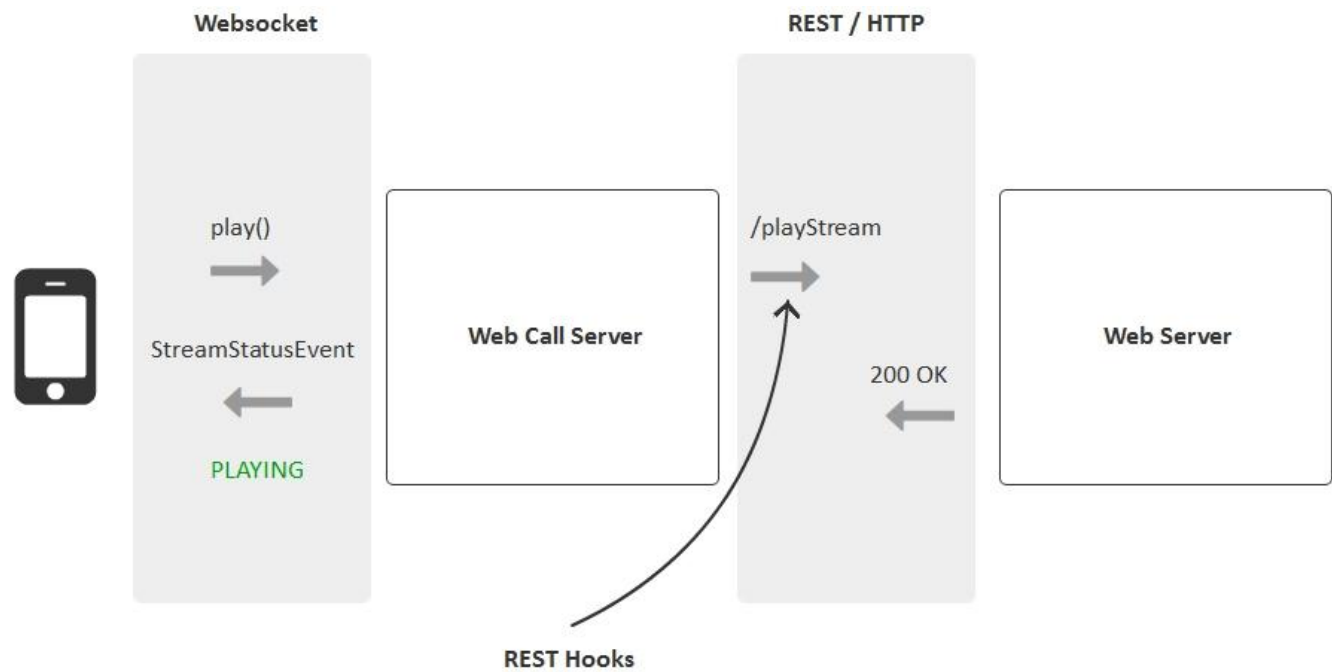 Websocket
REST / HTTP
play()
/playStream
StreamStatusEvent
Web Call Server
Web Server
200 OK
PLAYING
REST Hooks